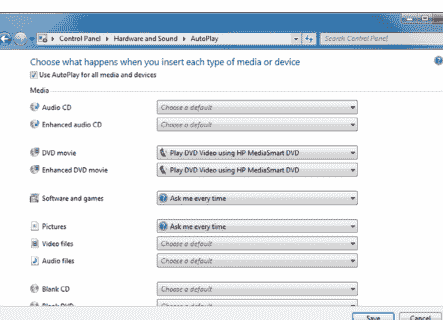 Control Panel ▸ Hardware and Sound ▸ AutoPlay
Search Control Panel
Choose what happens when you insert each type of media or device
Use AutoPlay for all media and devices
Media
Audio CD Choose a default
Enhanced audio CD Choose a default
DVD movie Play DVD Video using HP MediaSmart DVD
Enhanced DVD movie Play DVD Video using HP MediaSmart DVD
Software and games Ask me every time
Pictures Ask me every time
Video files Choose a default
Audio files Choose a default
Blank CD Choose a default
Blank DVD Choose a default
Save Cancel